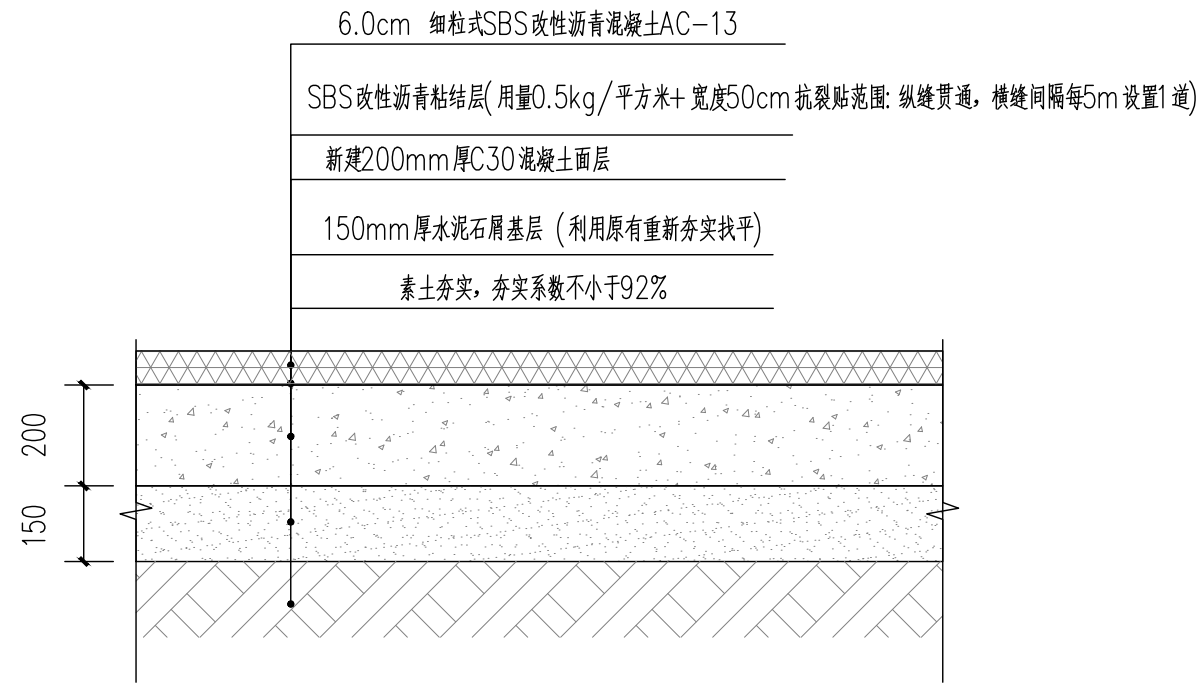 6.0cm 细粒式SBS改性沥青混凝土AC-13
SBS改性沥青粘结层(用量0.5kg/平方米+宽度50cm抗裂贴范围:纵缝贯通，横缝间隔每5m设置1道)
新建200mm厚C30混凝土面层
150mm厚水泥石屑基层（利用原有重新夯实找平)
素土夯实，夯实系数不小于92%
200
150